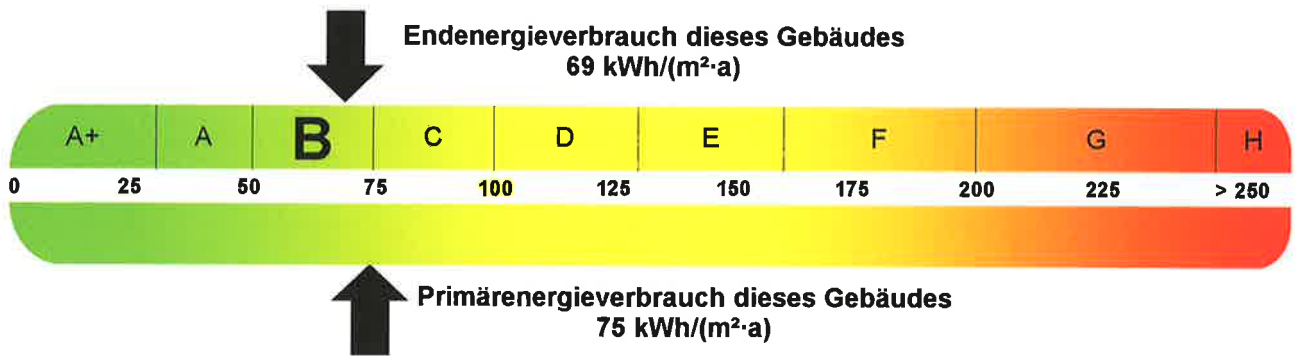 Endenergieverbrauch dieses Gebäudes
69 kWh/(m²·a)
A+ A B C D E F G H
0 25 50 75 100 125 150 175 200 225 > 250
Primärenergieverbrauch dieses Gebäudes
75 kWh/(m²·a)